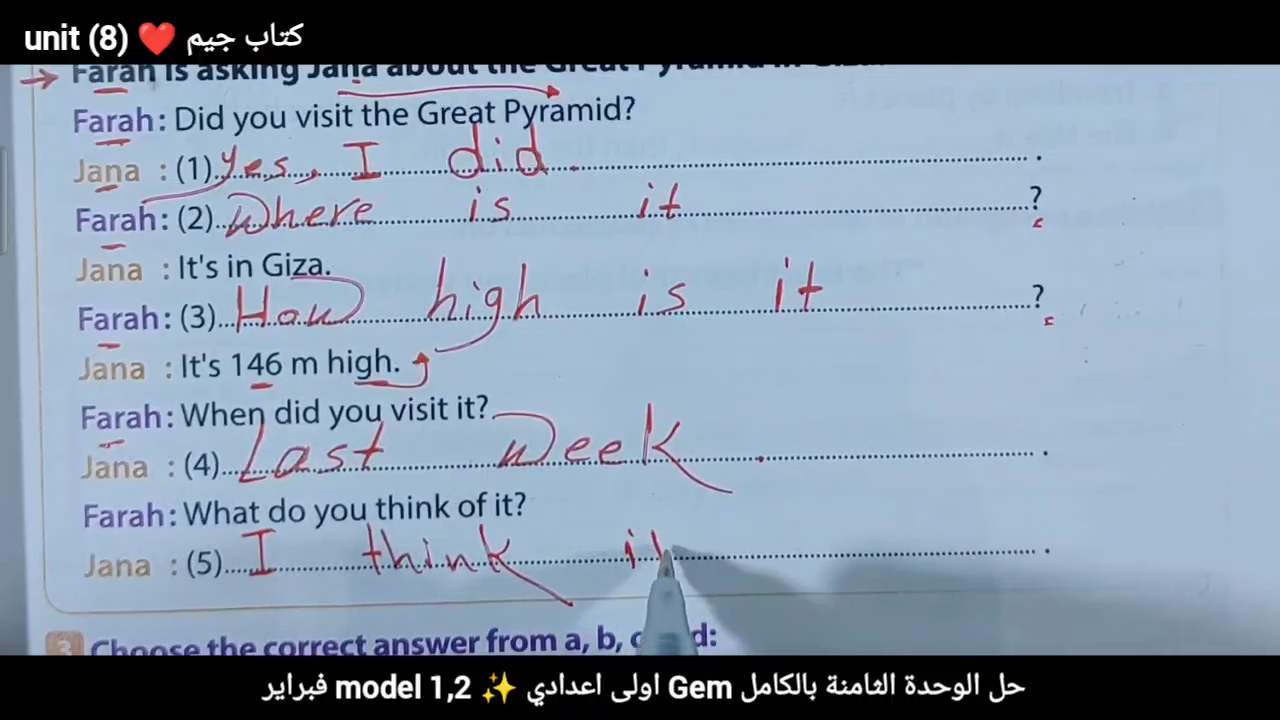 unit (8) ❤️ كتاب جيم
Farah is asking Jana about the Great Pyramid in Giza.
Farah: Did you visit the Great Pyramid?
Jana : (1) yes, I did.
Farah: (2) Where is it ?
Jana : It's in Giza.
Farah: (3) How high is it ?
Jana : It's 146 m high.
Farah: When did you visit it?
Jana : (4) Last week.
Farah: What do you think of it?
Jana : (5) I think
3 Choose the correct answer from a, b, c d:
حل الوحدة الثامنة بالكامل Gem اولى اعدادي ✨ model 1,2 فبراير